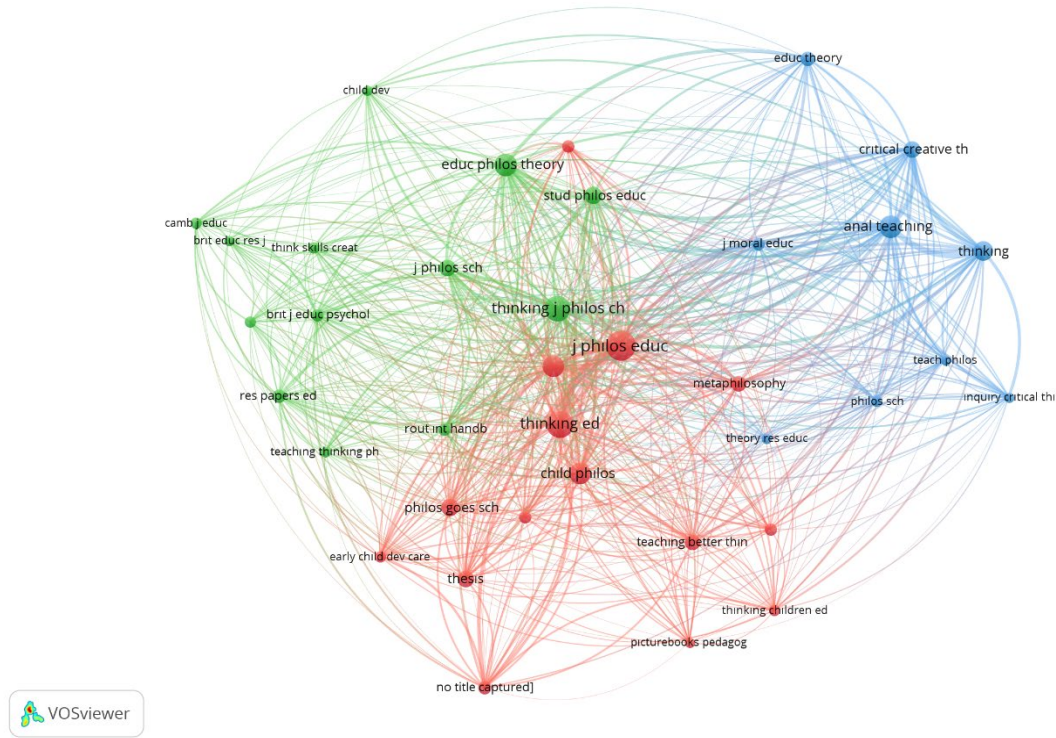 educ theory
child dev
critical creative th
educ philos theory
stud philos educ
camb j educ
anal teaching
brit educ res j
think skills creat
j moral educ
thinking
j philos sch
thinking j philos ch
brit j educ psychol
j philos educ
teach philos
metaphilosophy
res papers ed
philos sch
inquiry critical thi
thinking ed
rout int handb
theory res educ
teaching thinking ph
child philos
philos goes sch
teaching better thin
early child dev care
thesis
thinking children ed
picturebooks pedagog
no title captured]
VOSviewer